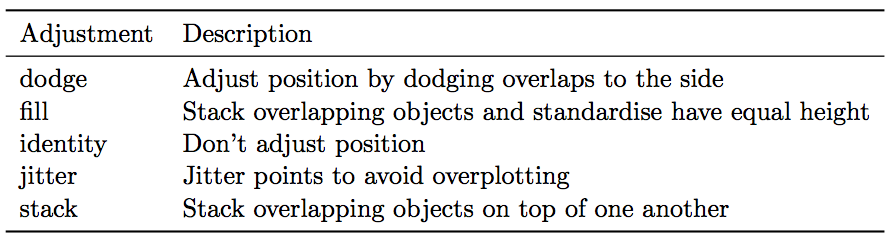 Adjustment Description
dodge Adjust position by dodging overlaps to the side
fill Stack overlapping objects and standardise have equal height
identity Don't adjust position
jitter Jitter points to avoid overplotting
stack Stack overlapping objects on top of one another